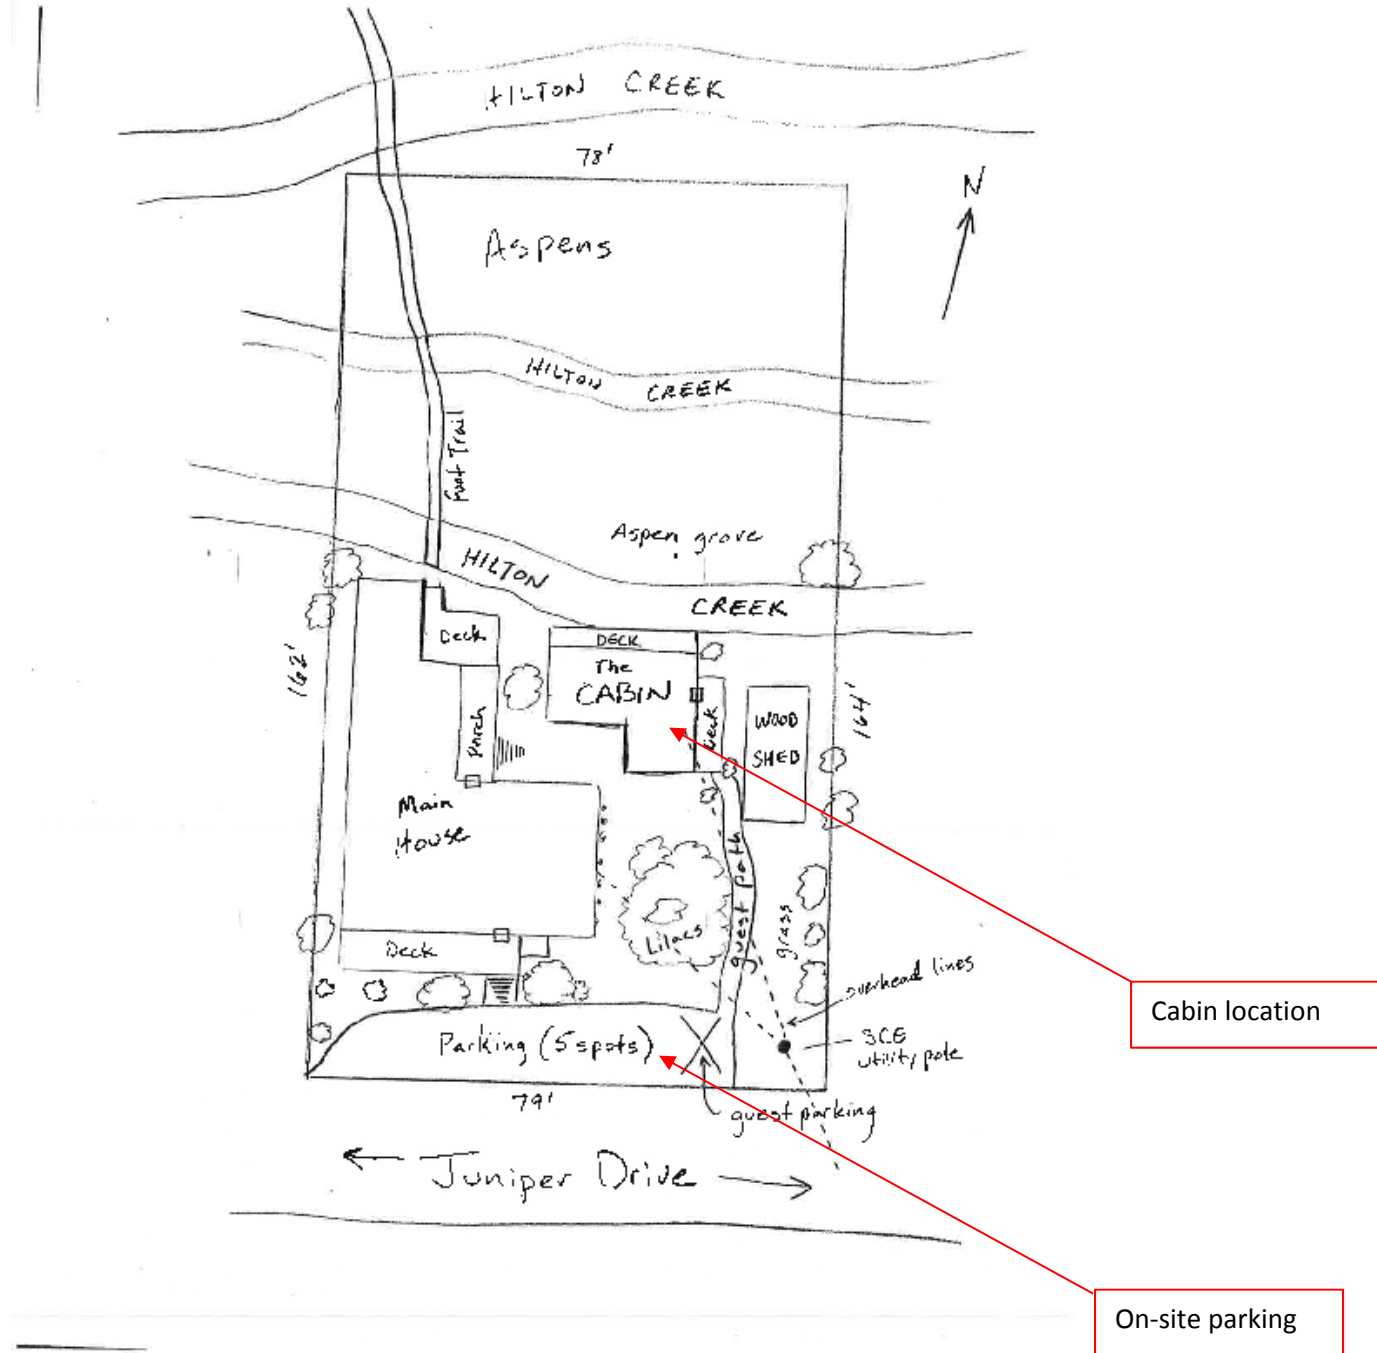 HILTON CREEK
78'
N
Aspens
HILTON CREEK
Foot Trail
Aspen grove
HILTON
CREEK
Deck
DECK
The
CABIN
162'
164'
Porch
Deck
WOOD
SHED
Main
House
guest path
Lilacs
grass
Deck
overhead lines
Cabin location
Parking (5 spots)
SCE
utility pole
79'
guest parking
Juniper Drive
On-site parking